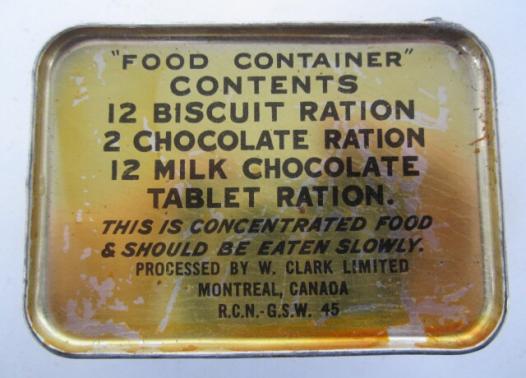 "FOOD CONTAINER"
CONTENTS
12 BISCUIT RATION
2 CHOCOLATE RATION
12 MILK CHOCOLATE
TABLET RATION.
THIS IS CONCENTRATED FOOD
& SHOULD BE EATEN SLOWLY.
PROCESSED BY W. CLARK LIMITED
MONTREAL, CANADA
R.C.N.-G.S.W. 45